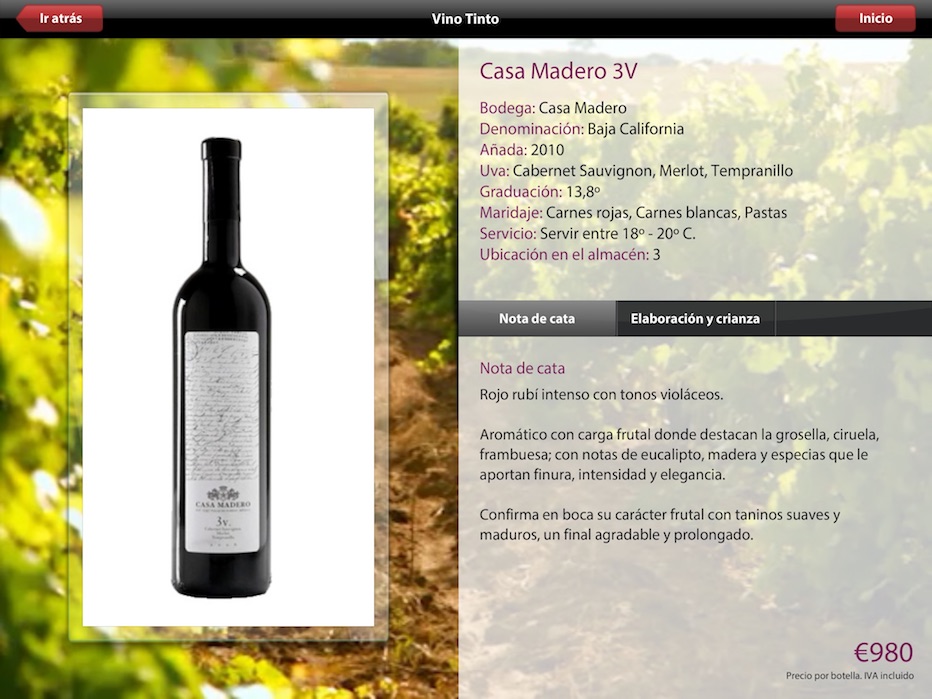 Ir atrás
Vino Tinto
Inicio
Casa Madero 3V
Bodega: Casa Madero
Denominación: Baja California
Añada: 2010
Uva: Cabernet Sauvignon, Merlot, Tempranillo
Graduación: 13,8º
Maridaje: Carnes rojas, Carnes blancas, Pastas
Servicio: Servir entre 18º - 20º C.
Ubicación en el almacén: 3
Nota de cata
Elaboración y crianza
Nota de cata
Rojo rubí intenso con tonos violáceos.
Aromático con carga frutal donde destacan la grosella, ciruela,
frambuesa; con notas de eucalipto, madera y especias que le
aportan finura, intensidad y elegancia.
Confirma en boca su carácter frutal con taninos suaves y
maduros, un final agradable y prolongado.
€980
Precio por botella. IVA incluido
CASA MADERO
3V.
Cabernet Sauvignon
Merlot
Tempranillo